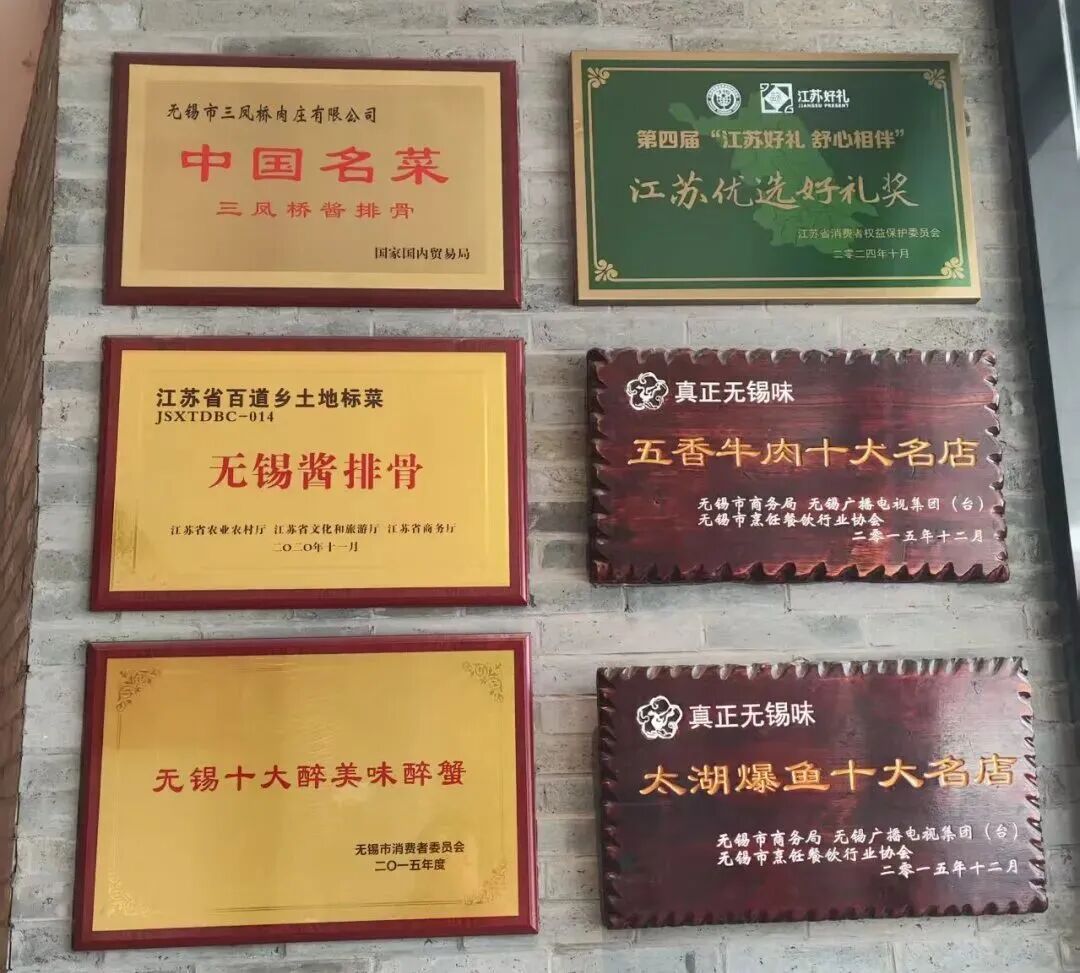 无锡市三凤桥肉庄有限公司
中国名菜
三凤桥酱排骨
国家国内贸易局
江苏好礼
JIANGSU PRESENT
第四届“江苏好礼 舒心相伴”
江苏优选好礼奖
江苏省消费者权益保护委员会
二零二四年十月
江苏省百道乡土地标菜
JSXTDBC-014
无锡酱排骨
江苏省农业农村厅 江苏省文化和旅游厅 江苏省商务厅
二〇二〇年十一月
真正无锡味
五香牛肉十大名店
无锡市商务局 无锡广播电视集团（台）
无锡市烹饪餐饮行业协会
二零一五年十二月
无锡十大醉美味醉蟹
无锡市消费者委员会
二〇一五年度
真正无锡味
太湖爆鱼十大名店
无锡市商务局 无锡广播电视集团（台）
无锡市烹饪餐饮行业协会
二零一五年十二月